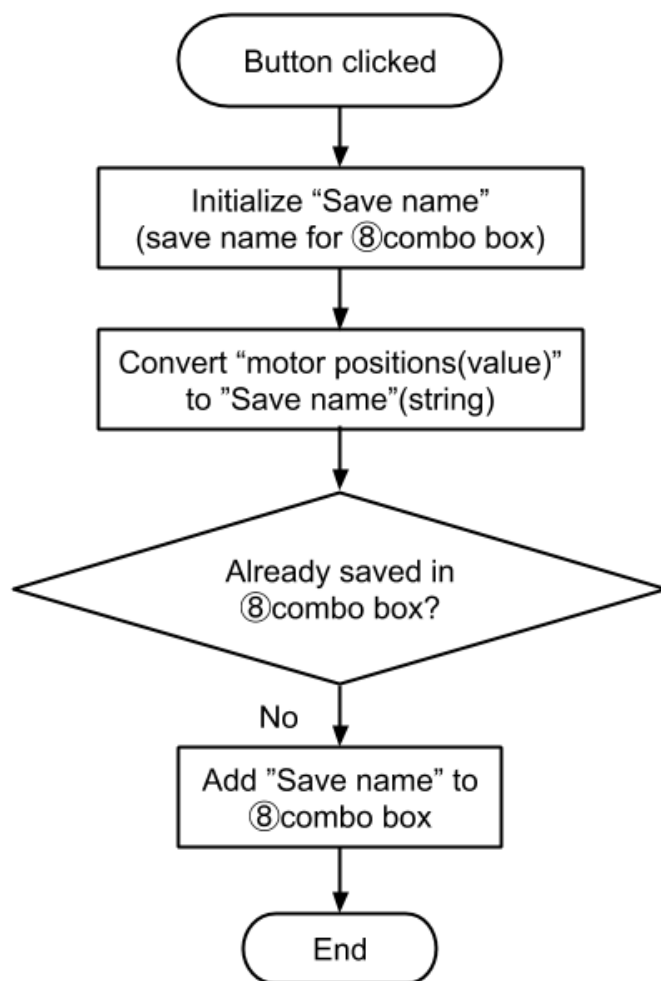 Button clicked
Initialize “Save name”
(save name for ⑧combo box)
Convert “motor positions(value)”
to ”Save name”(string)
Already saved in
⑧combo box?
No
Add ”Save name” to
⑧combo box
End